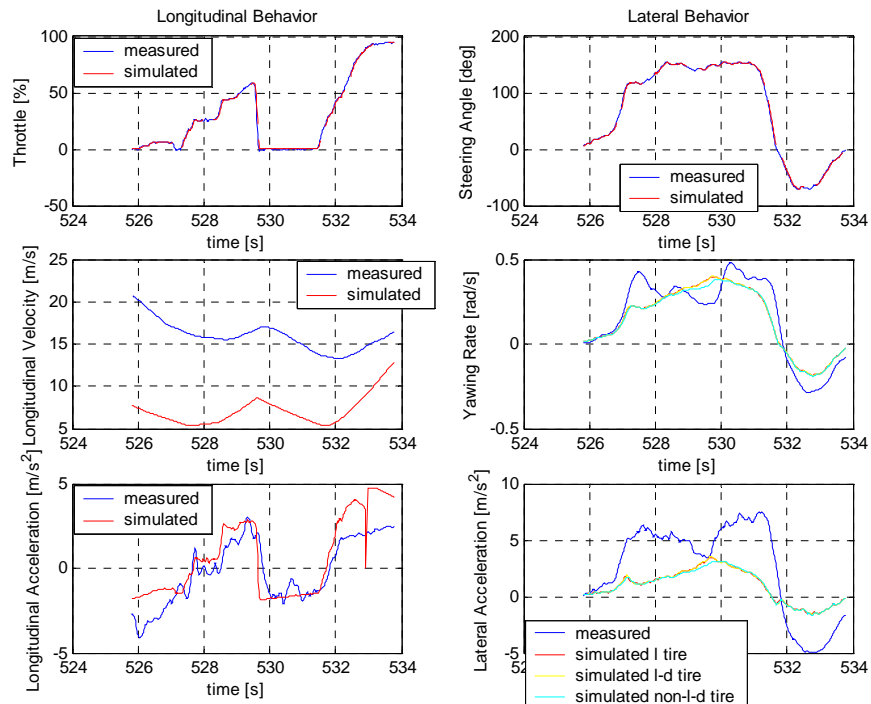 Longitudinal Behavior
Throttle [%]
100
50
0
-50
measured
simulated
524 526 528 530 532 534
time [s]
Lateral Behavior
Steering Angle [deg]
200
100
0
-100
measured
simulated
524 526 528 530 532 534
time [s]
Longitudinal Velocity [m/s]
25
20
15
10
5
measured
simulated
524 526 528 530 532 534
time [s]
Yawing Rate [rad/s]
0.5
0
-0.5
524 526 528 530 532 534
time [s]
Longitudinal Acceleration [m/s²]
5
0
-5
measured
simulated
524 526 528 530 532 534
Lateral Acceleration [m/s²]
10
5
0
-5
524 526 528 530 532 534
measured
simulated l tire
simulated l-d tire
simulated non-l-d tire